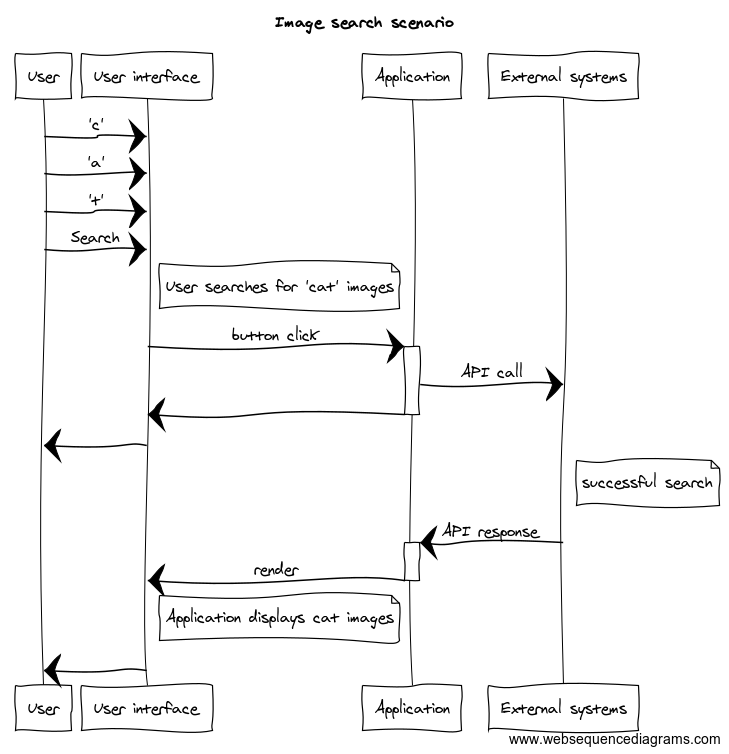 Image search scenario
User
User interface
Application
External systems
'c'
'a'
't'
Search
User searches for 'cat' images
button click
API call
successful search
API response
render
Application displays cat images
User
User interface
Application
External systems
www.websequencediagrams.com